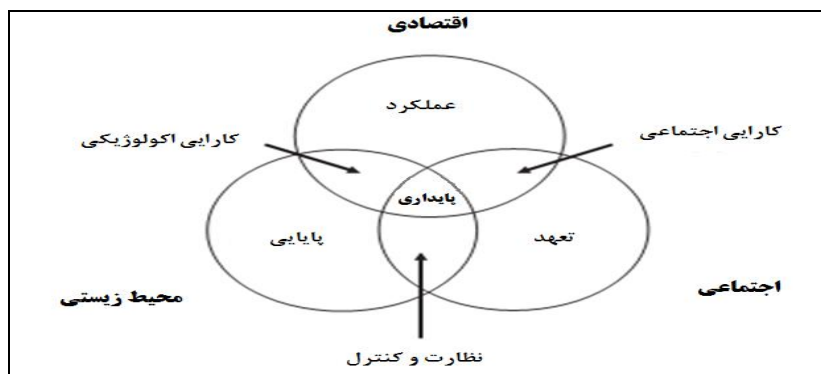 اقتصادی
عملکرد
کارایی اجتماعی
کارایی اکولوژیکی
پایداری
تعهد
پایایی
اجتماعی
محیط زیستی
نظارت و کنترل